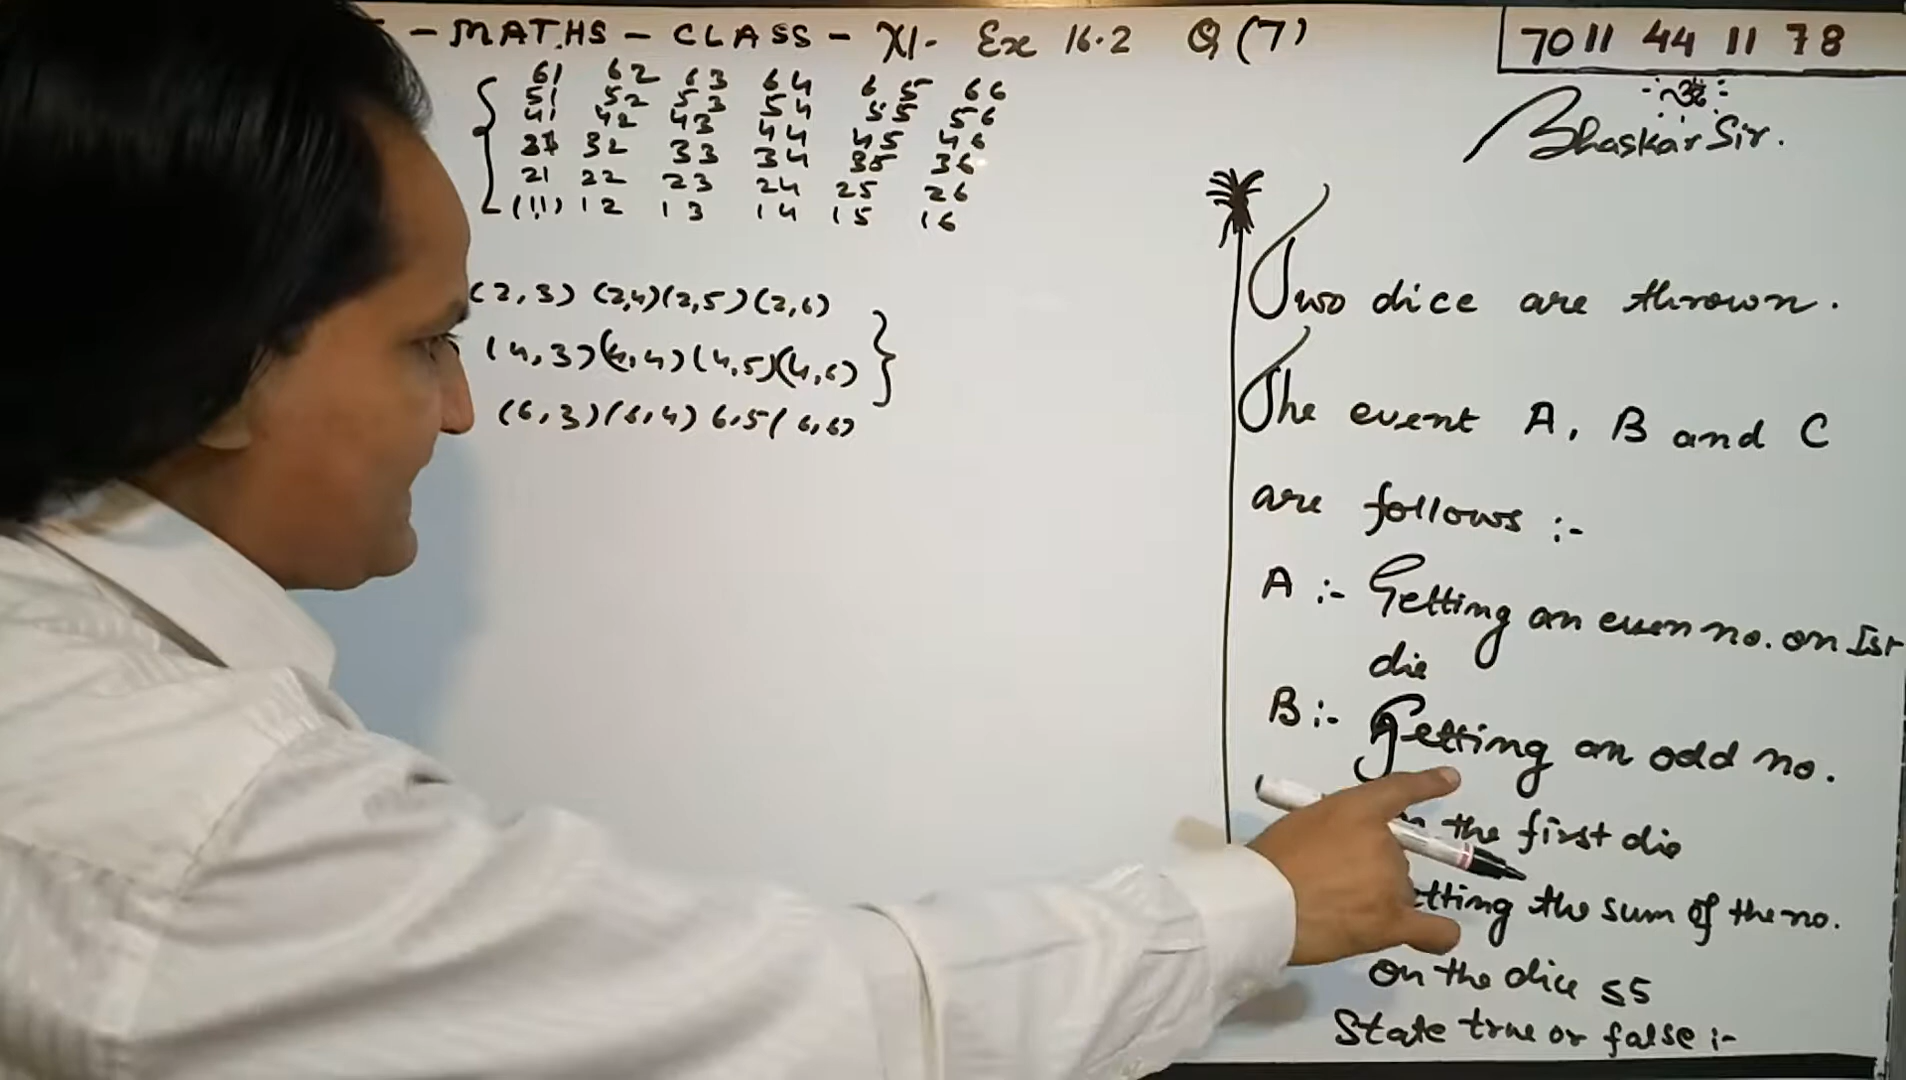 - MATHS - CLASS - XI - Exe 16.2 Q (7)
70 11 44 11 78
Bhaskar Sir.
61 62 63 64 65 66
51 52 53 54 55 56
41 42 43 44 45 46
31 32 33 34 35 36
21 22 23 24 25 26
(11) 12 13 14 15 16
(2,3) (2,4)(2,5)(2,6)
(4,3)(4,4)(4,5)(4,6)
(6,3)(6,4) 6,5(6,6)
Two dice are thrown.
The event A, B and C
are follows :-
A :- Getting an even no. on Ist
die
B :- Getting an odd no.
the first die
the sum of the no.
on the dice ≤5
State true or false :-